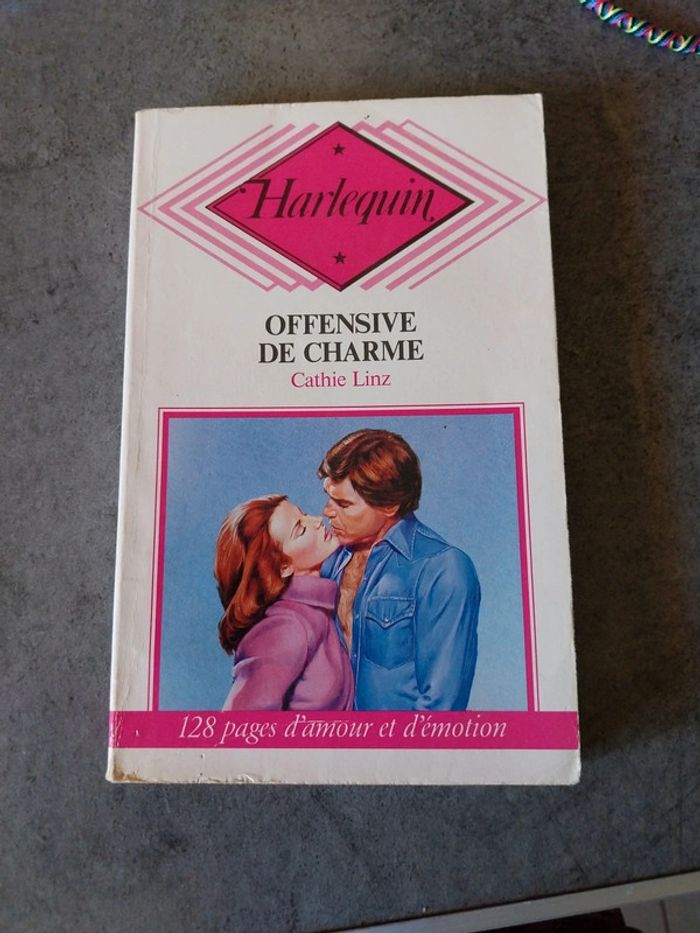 Harlequin
OFFENSIVE
DE CHARME
Cathie Linz
128 pages d'amour et d'émotion